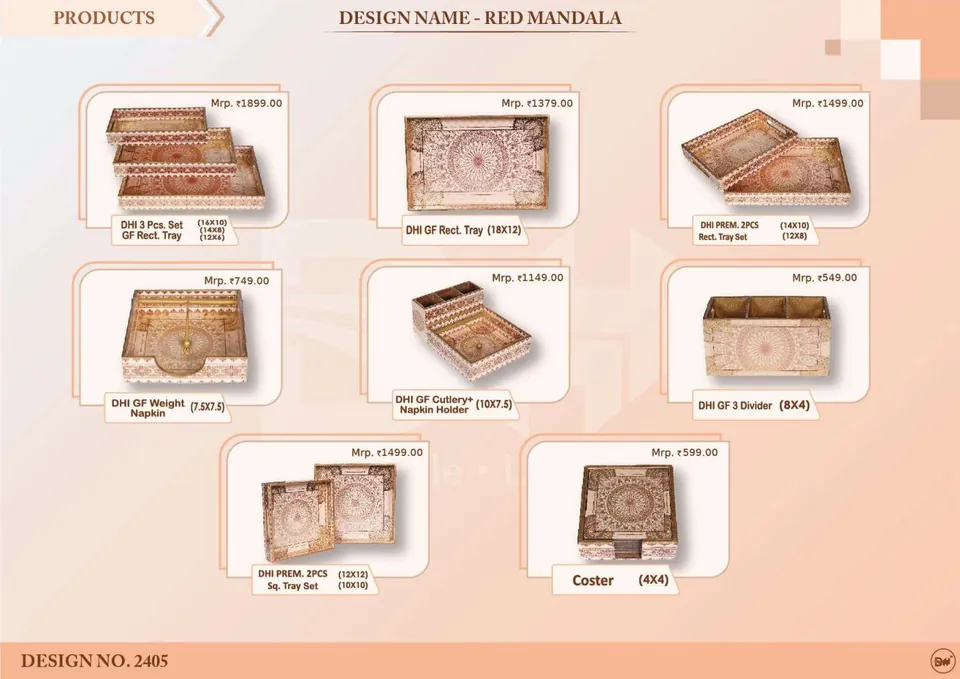 PRODUCTS
DESIGN NAME - RED MANDALA
Mrp. ₹1899.00
DHI 3 Pcs. Set
GF Rect. Tray
(16X10)
(14X8)
(12X6)
Mrp. ₹1379.00
DHI GF Rect. Tray (18X12)
Mrp. ₹1499.00
DHI PREM. 2PCS (14X10)
Rect. Tray Set (12X8)
Mrp. ₹749.00
DHI GF Weight
Napkin
(7.5X7.5)
Mrp. ₹1149.00
DHI GF Cutlery+
Napkin Holder
(10X7.5)
Mrp. ₹549.00
DHI GF 3 Divider (8X4)
Mrp. ₹1499.00
DHI PREM. 2PCS (12X12)
Sq. Tray Set (10X10)
Mrp. ₹599.00
Coster (4X4)
DESIGN NO. 2405